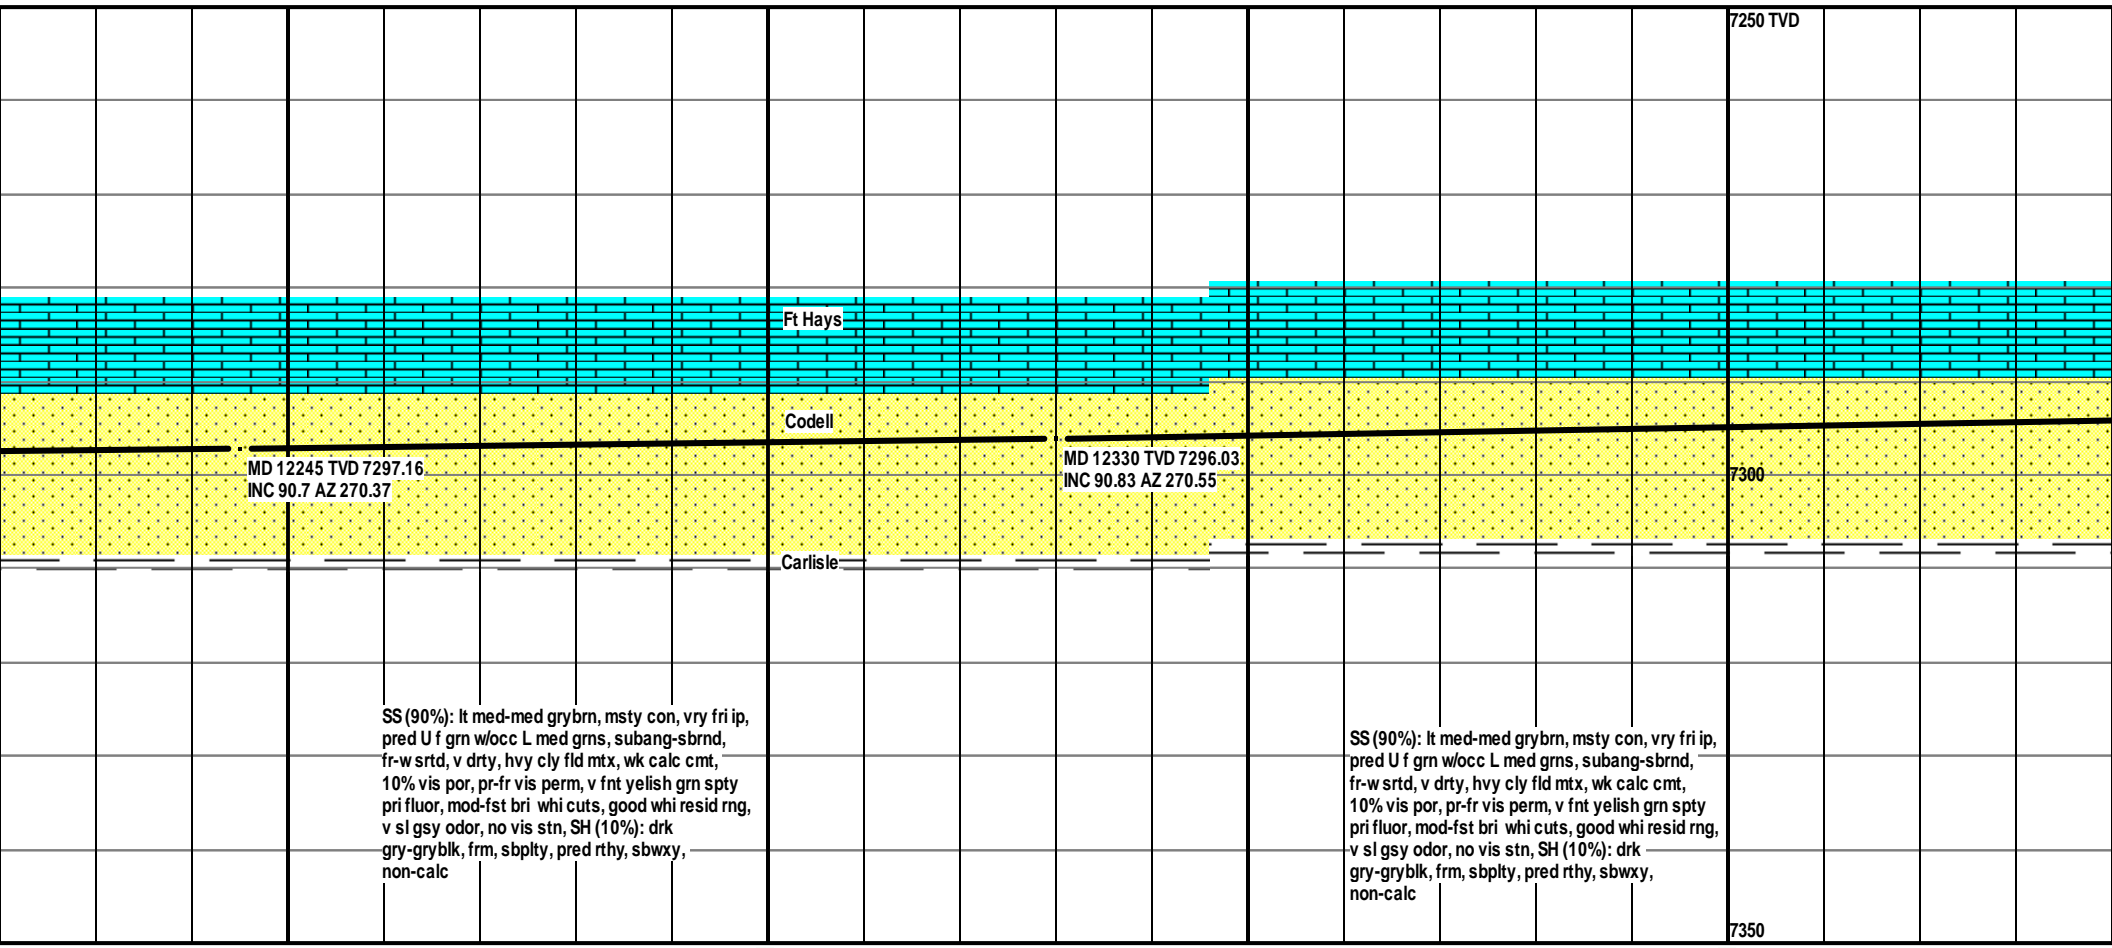 7250 TVD
Ft Hays
Codell
MD 12245 TVD 7297.16
INC 90.7 AZ 270.37
MD 12330 TVD 7296.03
INC 90.83 AZ 270.55
7300
Carlisle
SS (90%): lt med-med grybrn, msty con, vry fri ip,
pred U f grn w/occ L med grns, subang-sbrnd,
fr-w srtd, v drty, hvy cly fld mtx, wk calc cmt,
10% vis por, pr-fr vis perm, v fnt yelish grn spty
pri fluor, mod-fst bri whi cuts, good whi resid rng,
v sl gsy odor, no vis stn, SH (10%): drk
gry-gryblk, frm, sbplty, pred rthy, sbwxy,
non-calc
SS (90%): lt med-med grybrn, msty con, vry fri ip,
pred U f grn w/occ L med grns, subang-sbrnd,
fr-w srtd, v drty, hvy cly fld mtx, wk calc cmt,
10% vis por, pr-fr vis perm, v fnt yelish grn spty
pri fluor, mod-fst bri whi cuts, good whi resid rng,
v sl gsy odor, no vis stn, SH (10%): drk
gry-gryblk, frm, sbplty, pred rthy, sbwxy,
non-calc
7350